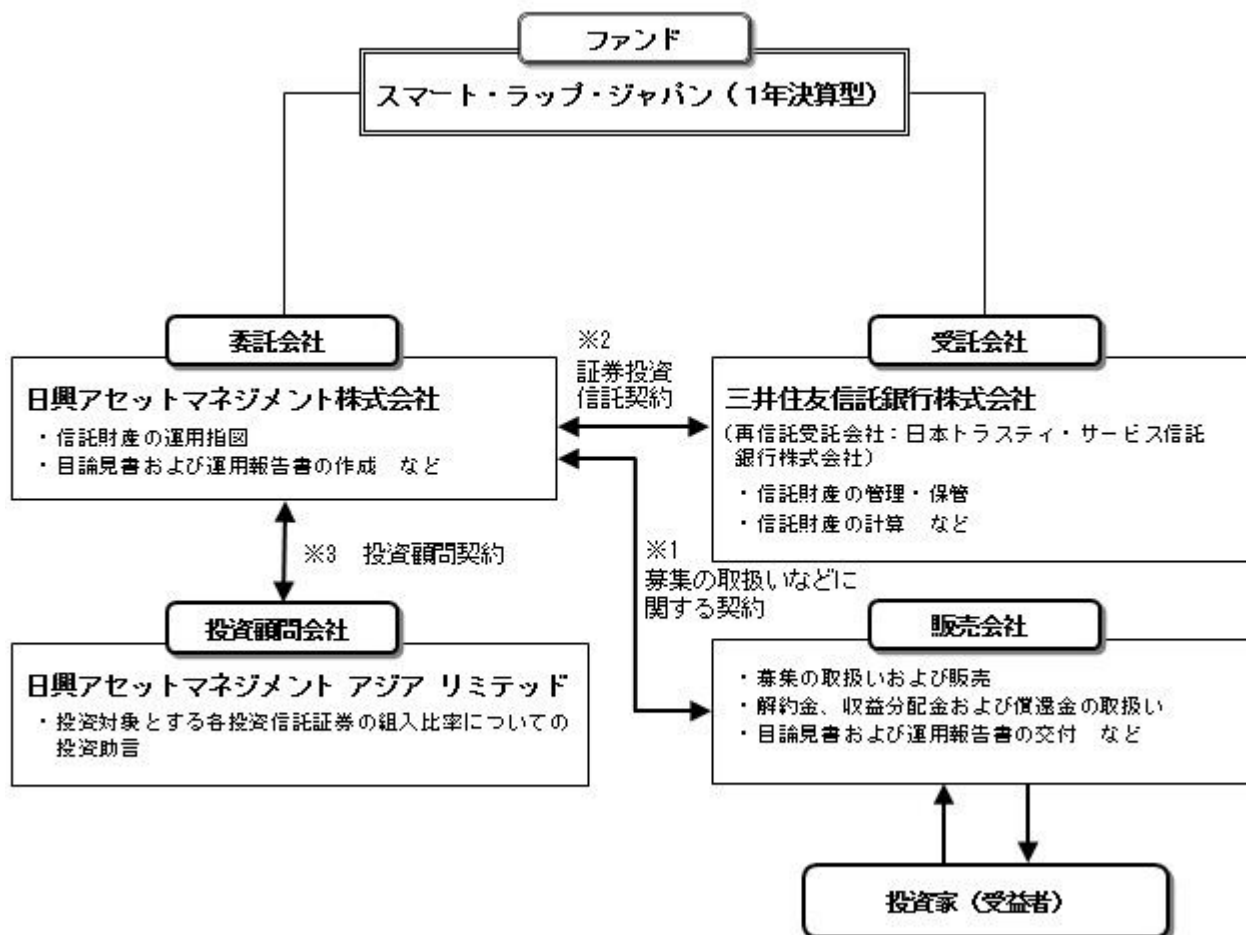 ファンド
スマート・ラップ・ジャパン（1年決算型）
委託会社
日興アセットマネジメント株式会社
・信託財産の運用指図
・目論見書および運用報告書の作成　など
※2
証券投資
信託契約
受託会社
三井住友信託銀行株式会社
（再信託受託会社：日本トラスティ・サービス信託
銀行株式会社）
・信託財産の管理・保管
・信託財産の計算　など
※3　投資顧問契約
※1
募集の取扱いなどに
関する契約
投資顧問会社
日興アセットマネジメント アジア リミテッド
・投資対象とする各投資信託証券の組入比率についての
投資助言
販売会社
・募集の取扱いおよび販売
・解約金、収益分配金および償還金の取扱い
・目論見書および運用報告書の交付　など
投資家（受益者）